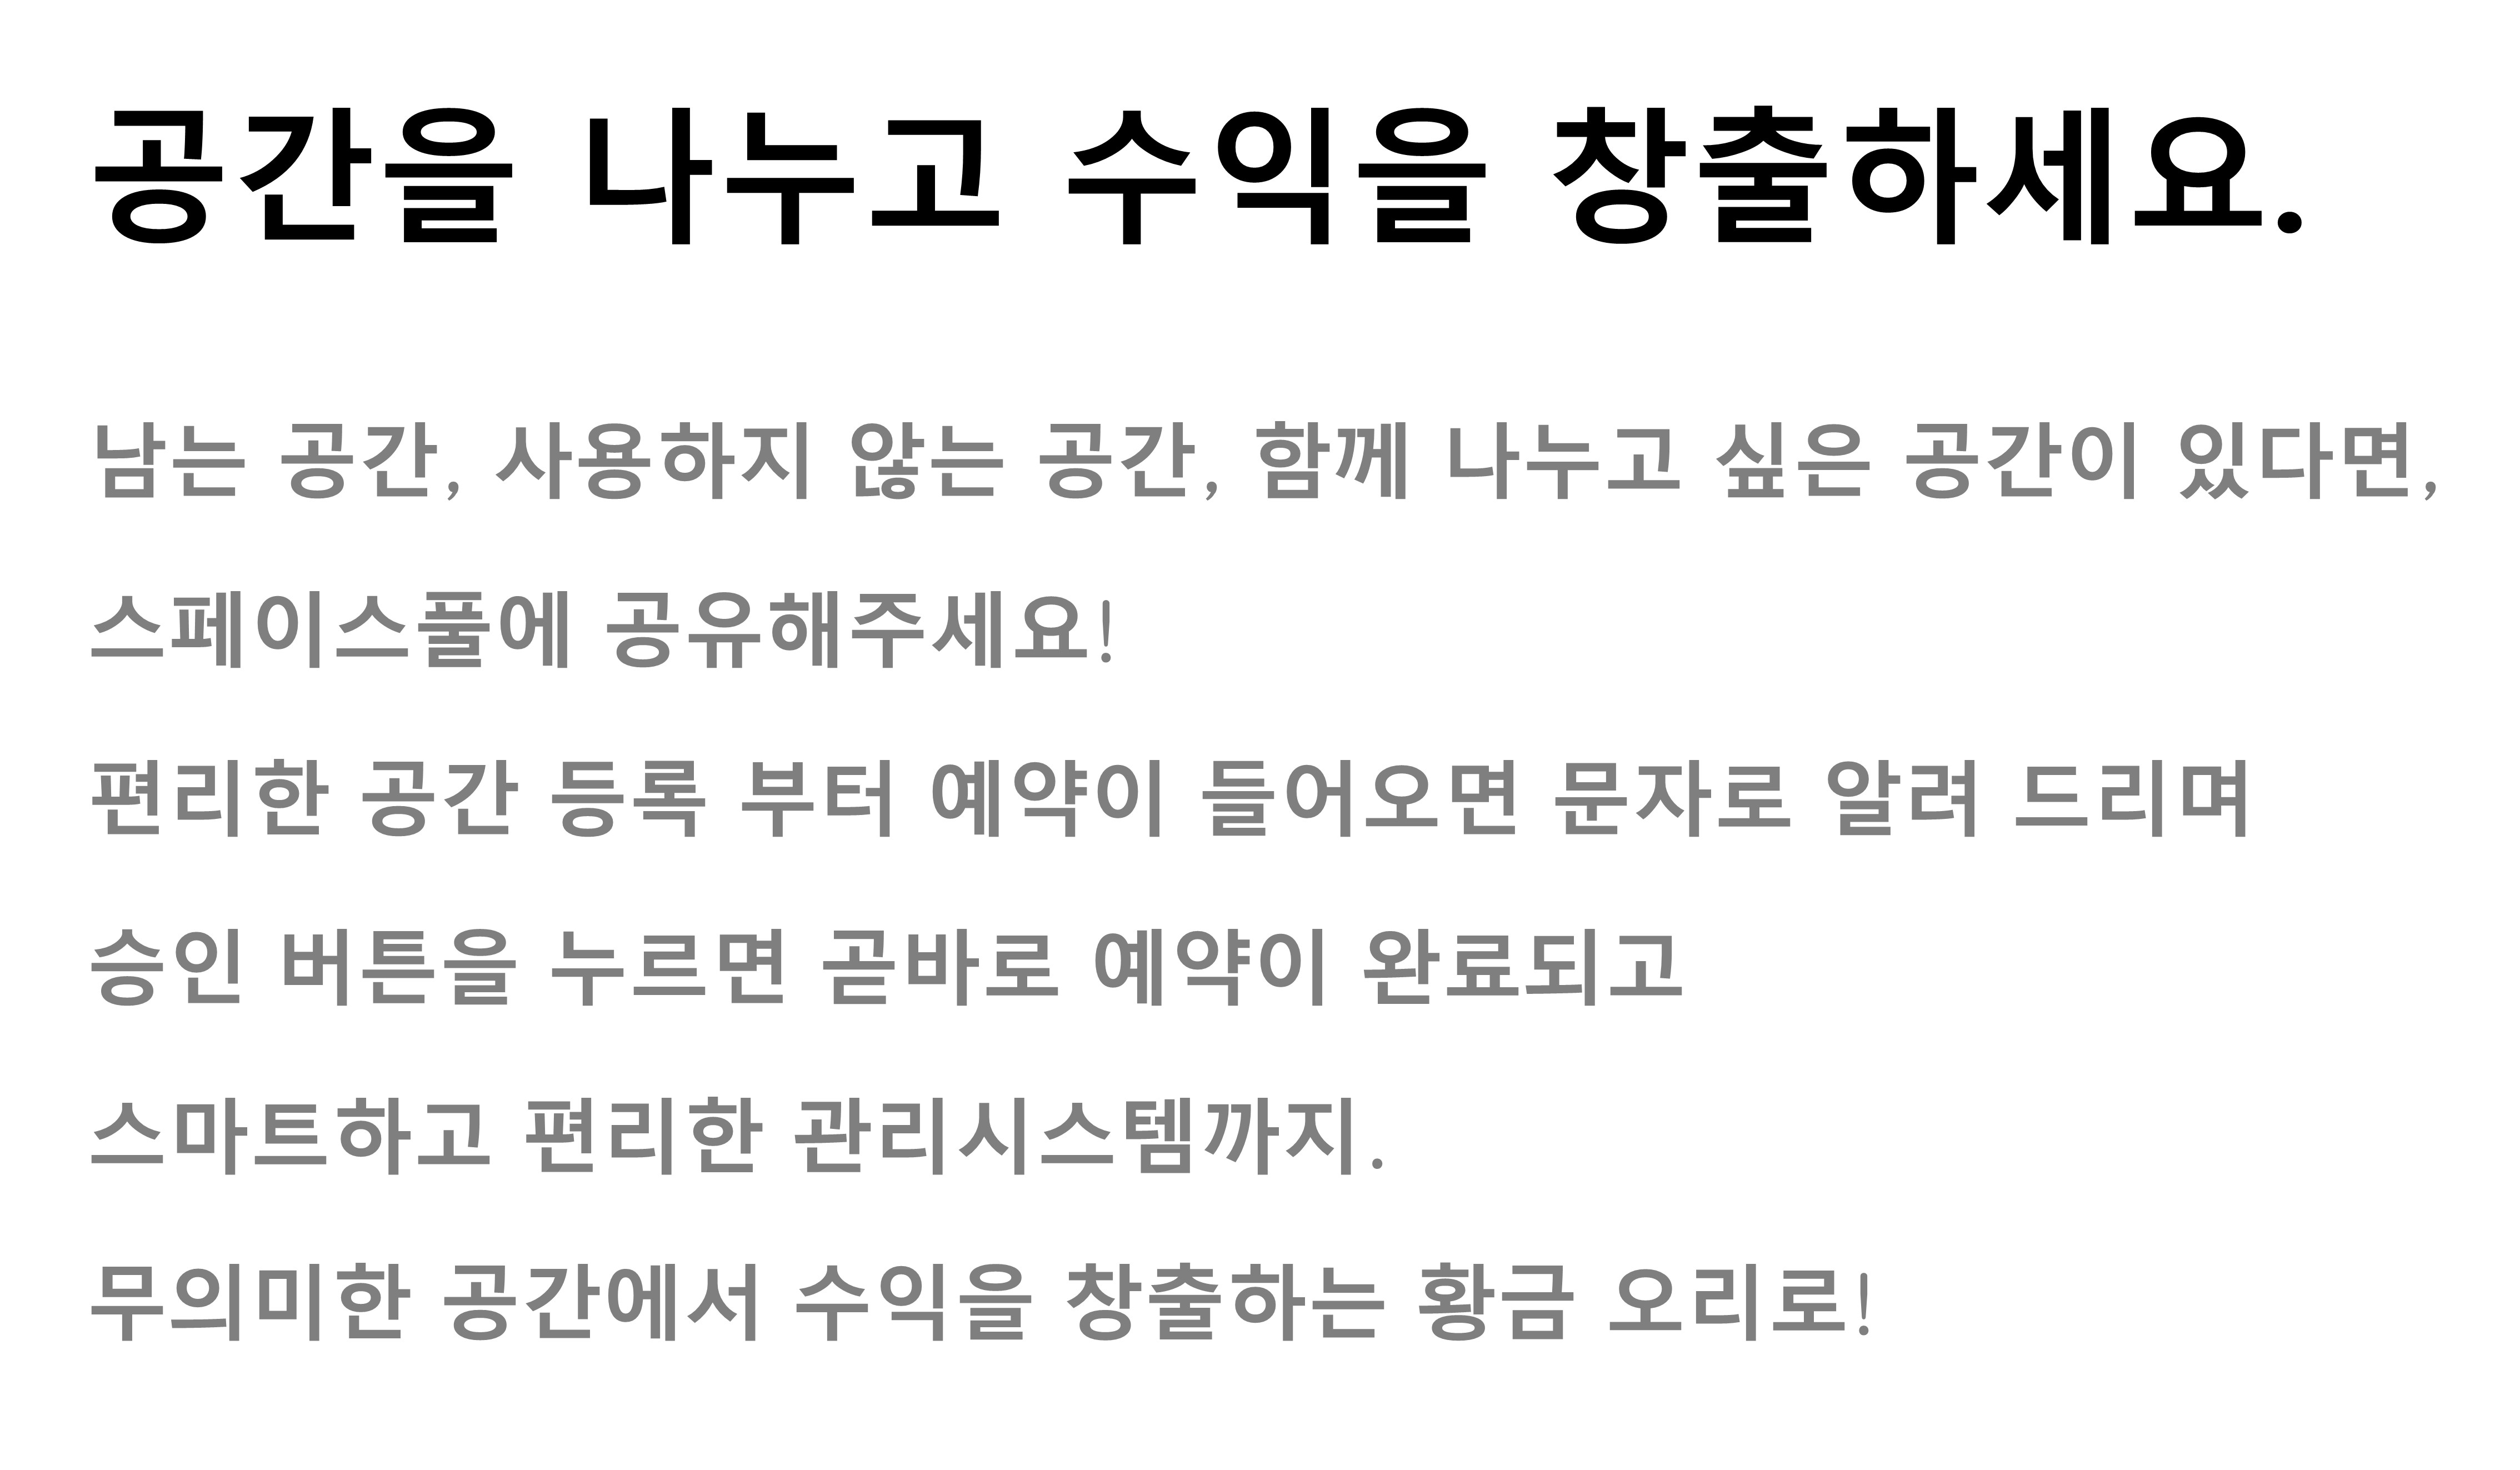 공간을 나누고 수익을 창출하세요.
남는 공간, 사용하지 않는 공간, 함께 나누고 싶은 공간이 있다면,
스페이스풀에 공유해주세요!
편리한 공간 등록 부터 예약이 들어오면 문자로 알려 드리며
승인 버튼을 누르면 곧바로 예약이 완료되고
스마트하고 편리한 관리시스템까지.
무의미한 공간에서 수익을 창출하는 황금 오리로!